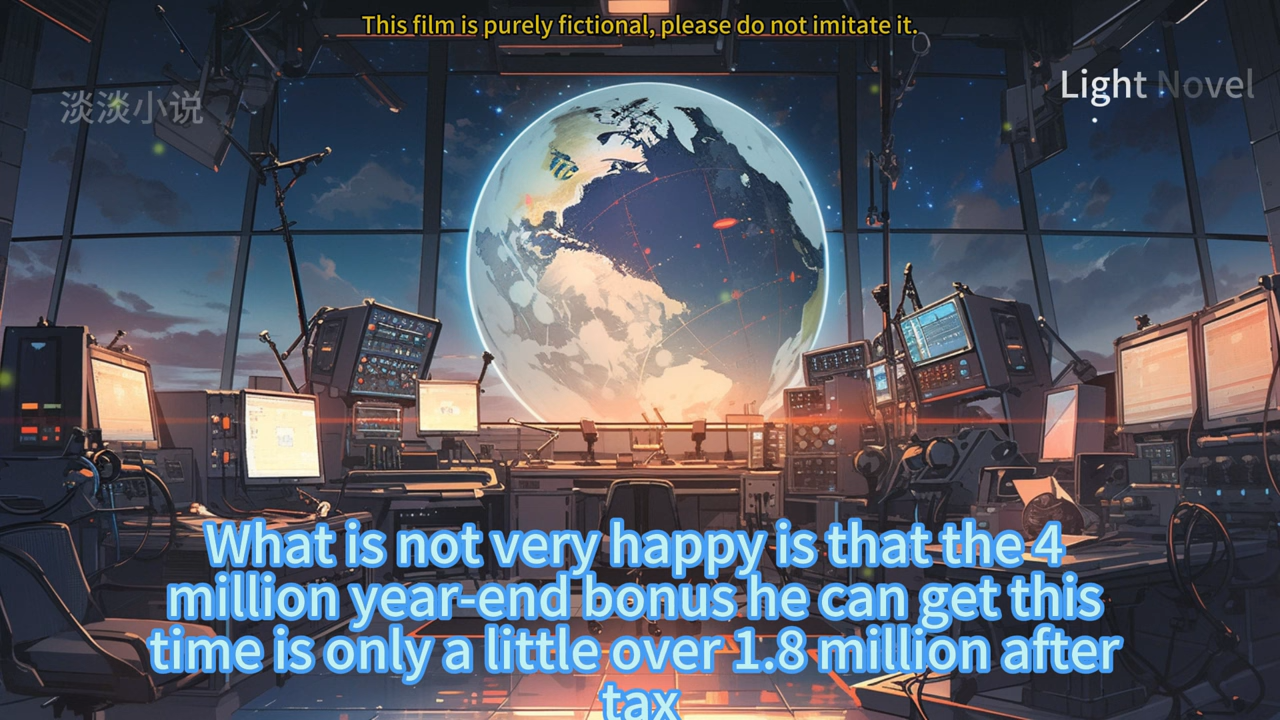 This film is purely fictional, please do not imitate it.
淡淡小说
Light Novel
What is not very happy is that the 4
million year-end bonus he can get this
time is only a little over 1.8 million after
tax